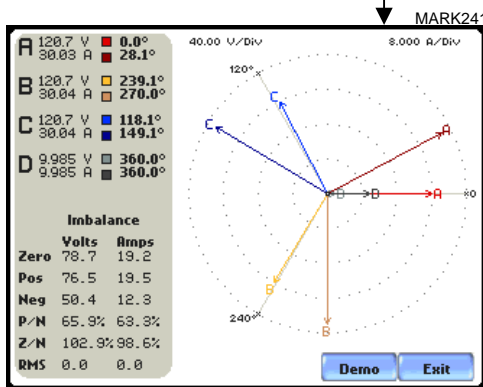 MARK241
A 120.7 V 0.0°
30.03 A 28.1°
B 120.7 V 239.1°
30.04 A 270.0°
C 120.7 V 118.1°
30.04 A 149.1°
D 9.985 V 360.0°
9.985 A 360.0°
Imbalance
Volts Amps
Zero 78.7 19.2
Pos 76.5 19.5
Neg 50.4 12.3
P/N 65.9% 63.3%
Z/N 102.9% 98.6%
RMS 0.0 0.0
40.00 V/Div 8.000 A/Div
120°
C
C
A
D D A 0
B
240°
B
Demo Exit